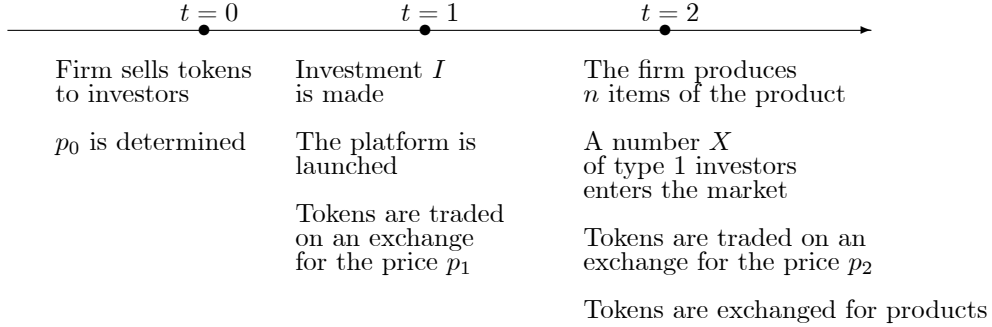 t = 0 t = 1 t = 2
Firm sells tokens
to investors
p₀ is determined
Investment I
is made
The platform is
launched
Tokens are traded
on an exchange
for the price p₁
The firm produces
n items of the product
A number X
of type 1 investors
enters the market
Tokens are traded on an
exchange for the price p₂
Tokens are exchanged for products